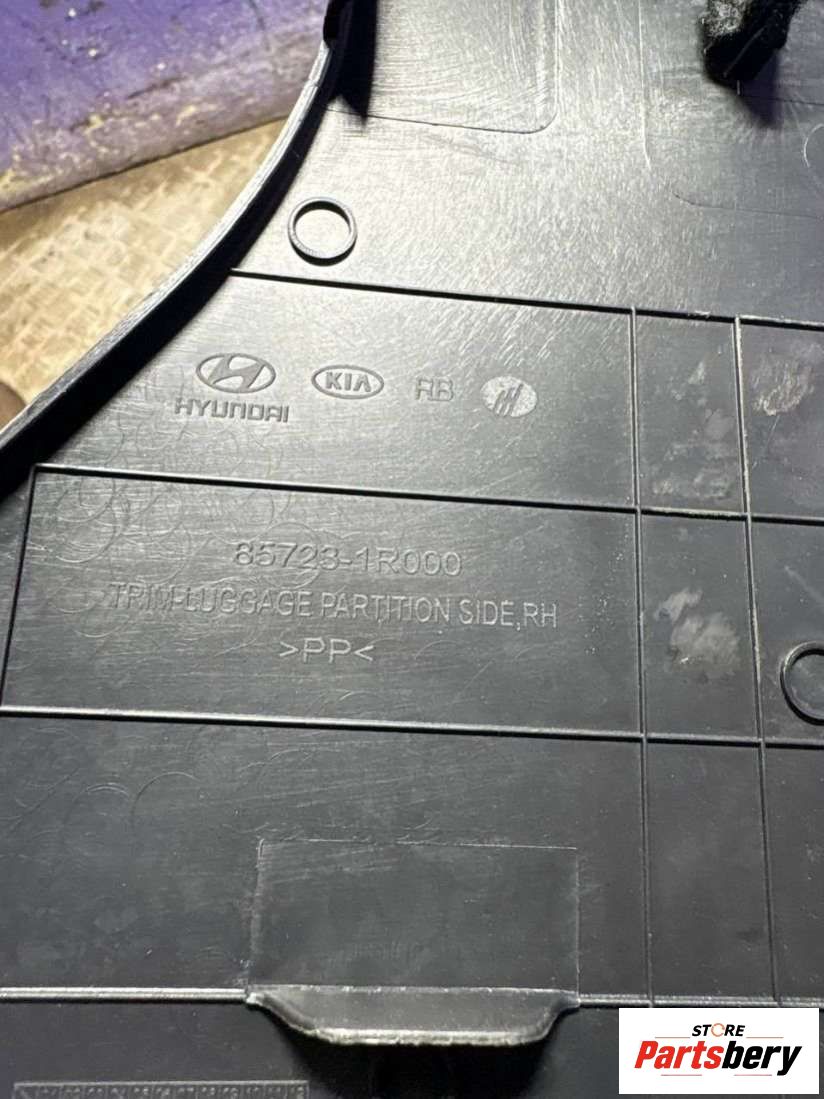 HYUNDAI KIA RB
85723-1R000
TRIM-LUGGAGE PARTITION SIDE,RH
>PP<
STORE
Partsbery